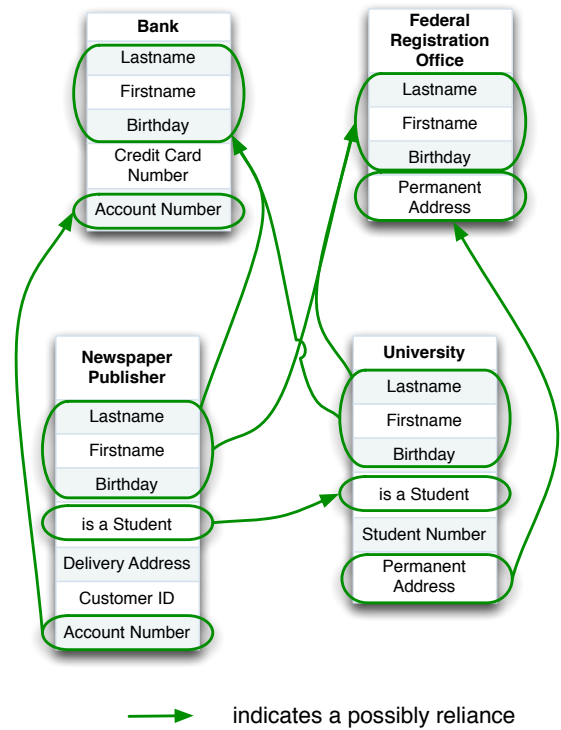 Bank
Lastname
Firstname
Birthday
Credit Card
Number
Account Number
Federal
Registration
Office
Lastname
Firstname
Birthday
Permanent
Address
Newspaper
Publisher
Lastname
Firstname
Birthday
is a Student
Delivery Address
Customer ID
Account Number
University
Lastname
Firstname
Birthday
is a Student
Student Number
Permanent
Address
indicates a possibly reliance